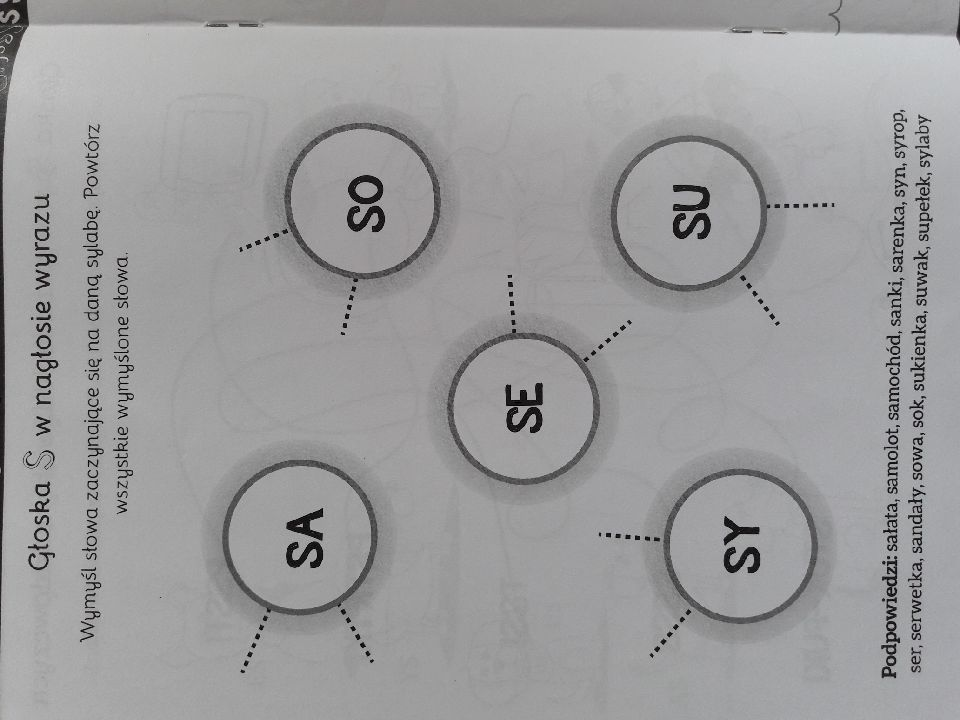 Głoska S w nagłosie wyrazu
Wymyśl słowa zaczynające się na daną sylabę. Powtórz
wszystkie wymyślone słowa.
SA
SO
SE
SY
SU
Podpowiedzi: sałata, samolot, samochód, sanki, sarenka, syn, syrop,
ser, serwetka, sandały, sowa, sok, sukienka, suwak, supełek, sylaby